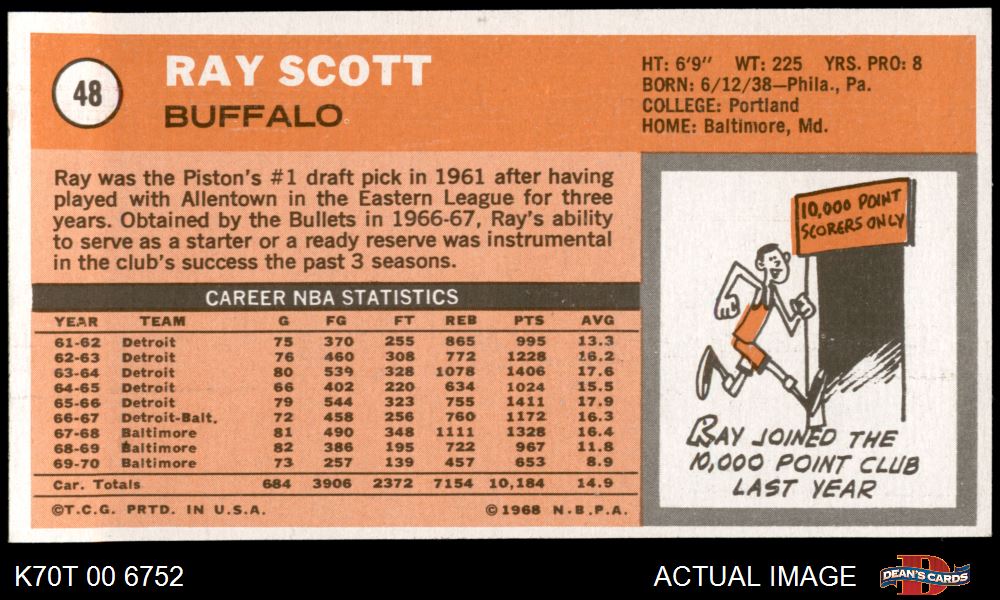 48
RAY SCOTT
BUFFALO
HT: 6'9" WT: 225 YRS. PRO: 8
BORN: 6/12/38—Phila., Pa.
COLLEGE: Portland
HOME: Baltimore, Md.
Ray was the Piston's #1 draft pick in 1961 after having
played with Allentown in the Eastern League for three
years. Obtained by the Bullets in 1966-67, Ray's ability
to serve as a starter or a ready reserve was instrumental
in the club's success the past 3 seasons.
CAREER NBA STATISTICS
YEAR TEAM G FG FT REB PTS AVG
61-62 Detroit 75 370 255 865 995 13.3
62-63 Detroit 76 460 308 772 1228 16.2
63-64 Detroit 80 539 328 1078 1406 17.6
64-65 Detroit 66 402 220 634 1024 15.5
65-66 Detroit 79 544 323 755 1411 17.9
66-67 Detroit-Balt. 72 458 256 760 1172 16.3
67-68 Baltimore 81 490 348 1111 1328 16.4
68-69 Baltimore 82 386 195 722 967 11.8
69-70 Baltimore 73 257 139 457 653 8.9
Car. Totals 684 3906 2372 7154 10,184 14.9
©T.C.G. PRTD. IN U.S.A. ©1968 N.B.P.A.
10,000 POINT
SCORERS ONLY
RAY JOINED THE
10,000 POINT CLUB
LAST YEAR
K70T 00 6752
ACTUAL IMAGE
D
DEAN'S CARDS